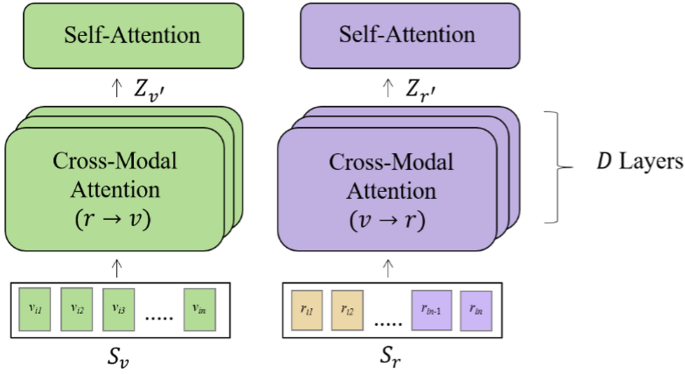 Self-Attention
Self-Attention
Z_v'
Z_r'
Cross-Modal
Attention
(r → v)
Cross-Modal
Attention
(v → r)
D Layers
v_i1 v_i2 v_i3 ..... v_in
r_i1 r_i2 ..... r_in-1 r_in
S_v
S_r